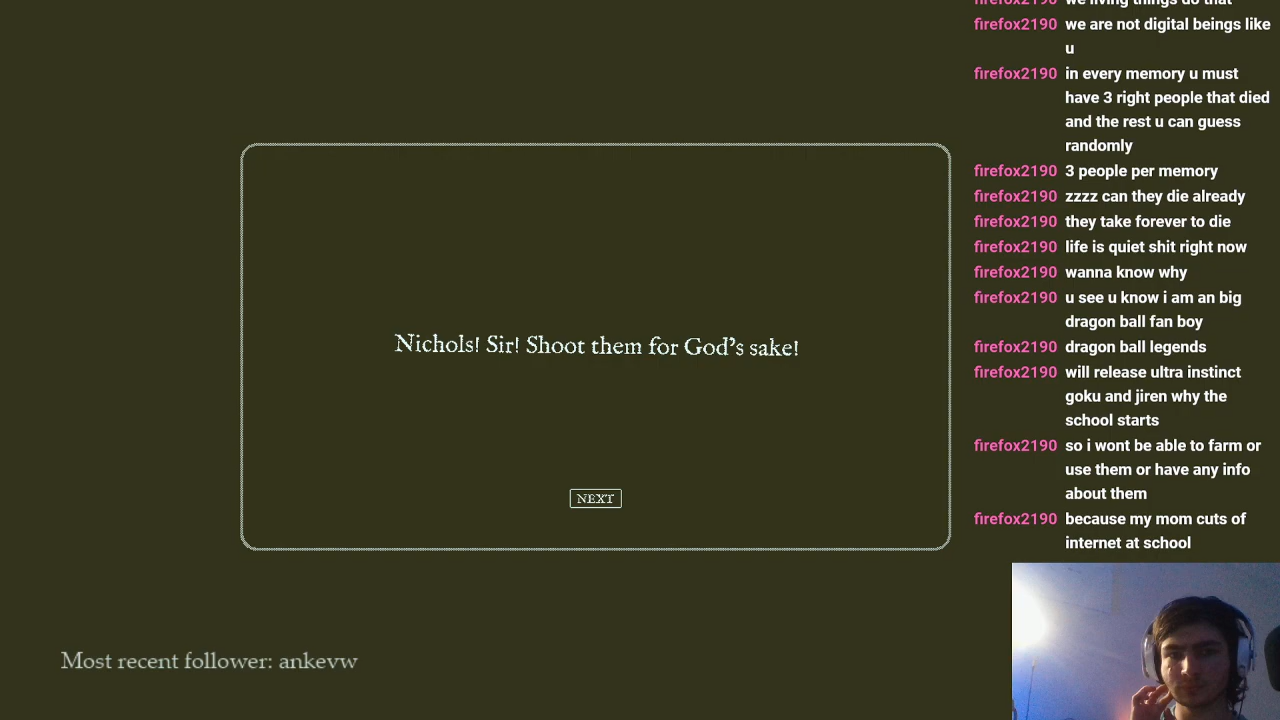 we living things do that
firefox2190 we are not digital beings like
u
firefox2190 in every memory u must
have 3 right people that died
and the rest u can guess
randomly
firefox2190 3 people per memory
firefox2190 zzzz can they die already
firefox2190 they take forever to die
firefox2190 life is quiet shit right now
firefox2190 wanna know why
firefox2190 u see u know i am an big
dragon ball fan boy
firefox2190 dragon ball legends
firefox2190 will release ultra instinct
goku and jiren why the
school starts
firefox2190 so i wont be able to farm or
use them or have any info
about them
firefox2190 because my mom cuts of
internet at school
Nichols! Sir! Shoot them for God's sake!
NEXT
Most recent follower: ankevw